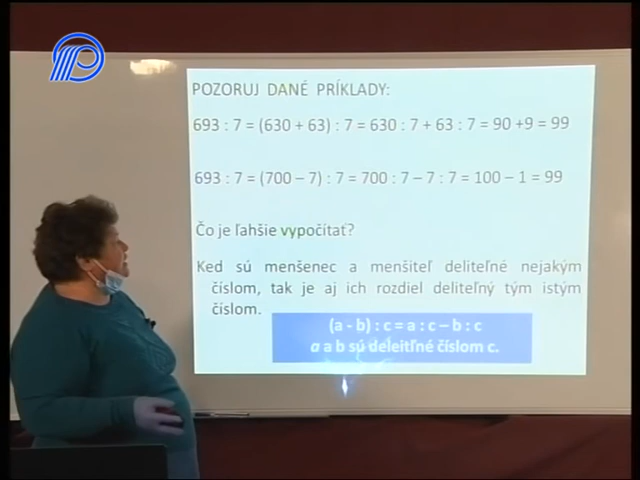 POZORUJ DANÉ PRÍKLADY:
693 : 7 = (630 + 63) : 7 = 630 : 7 + 63 : 7 = 90 +9 = 99
693 : 7 = (700 – 7) : 7 = 700 : 7 – 7 : 7 = 100 – 1 = 99
Čo je ľahšie vypočítať?
Ked sú menšenec a menšiteľ deliteľné nejakým
číslom, tak je aj ich rozdiel deliteľný tým istým
číslom.
(a - b) : c = a : c – b : c
a a b sú deleitľné číslom c.